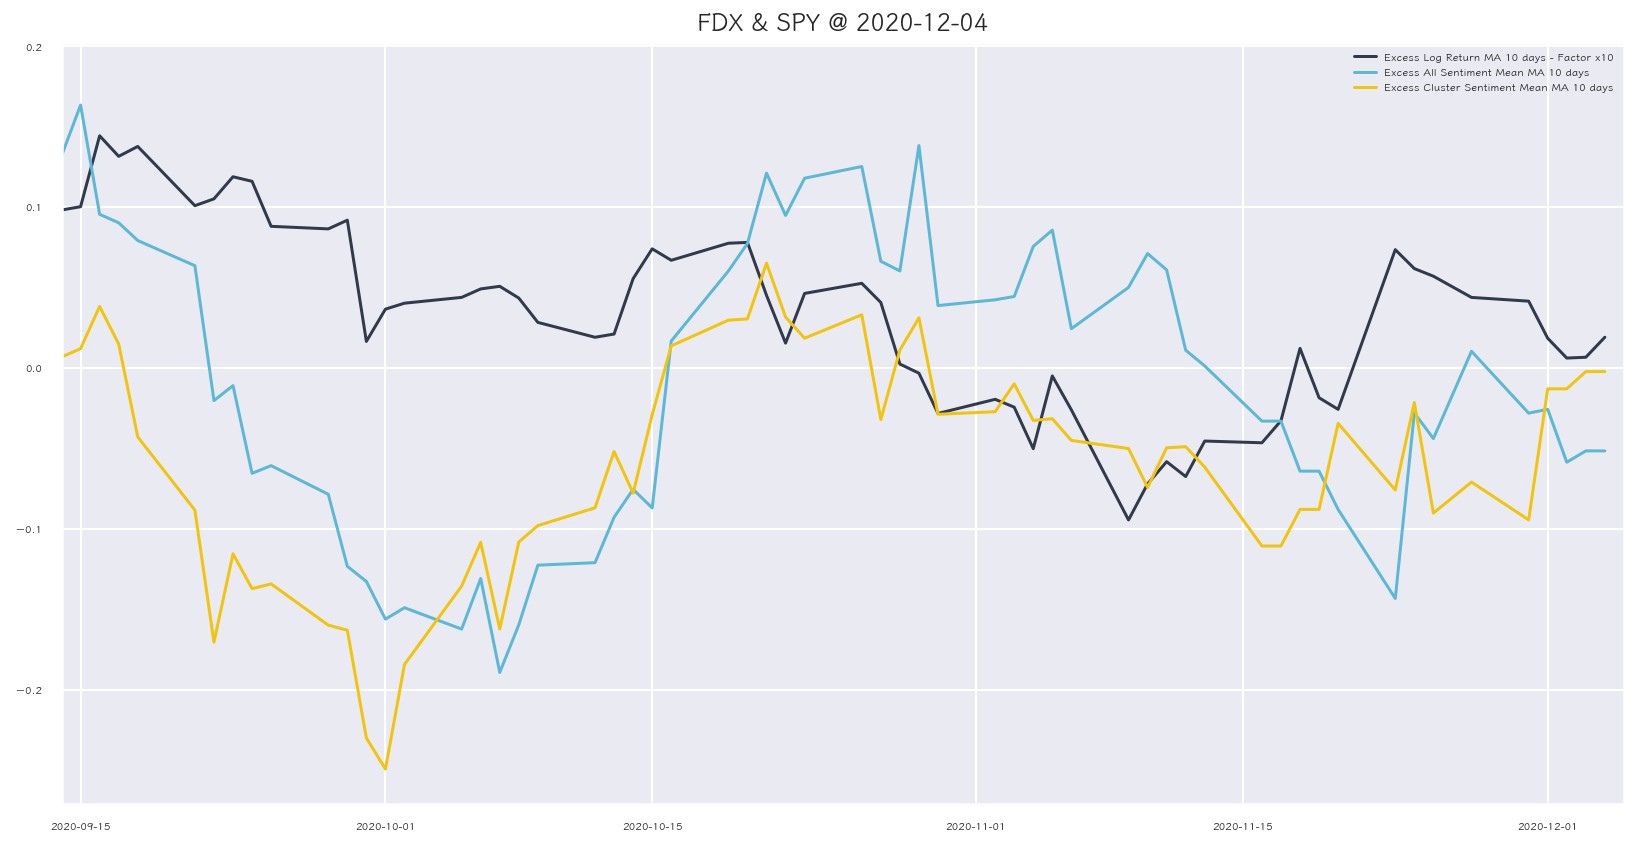 FDX & SPY @ 2020-12-04
Excess Log Return MA 10 days - Factor x10
Excess All Sentiment Mean MA 10 days
Excess Cluster Sentiment Mean MA 10 days
0.2
0.1
0.0
−0.1
−0.2
2020-09-15
2020-10-01
2020-10-15
2020-11-01
2020-11-15
2020-12-01